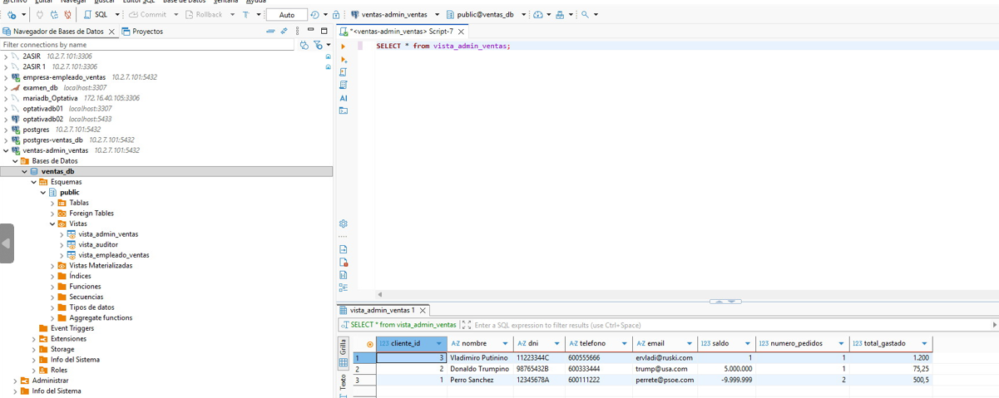 Archivo Editar Navegar Buscar Editor SQL Base de Datos Ventana Ayuda
SQL Commit Rollback T Auto ventas-admin_ventas public@ventas_db
Navegador de Bases de Datos Proyectos
Filter connections by name
2ASIR 10.2.7.101:3306
2ASIR 1 10.2.7.101:3306
empresa-empleado_ventas 10.2.7.101:5432
examen_db localhost:3307
mariadb_Optativa 172.16.40.105:3306
optativadb01 localhost:3307
optativadb02 localhost:5433
postgres 10.2.7.101:5432
postgres-ventas_db 10.2.7.101:5432
ventas-admin_ventas 10.2.7.101:5432
Bases de Datos
ventas_db
Esquemas
public
Tablas
Foreign Tables
Vistas
vista_admin_ventas
vista_auditor
vista_empleado_ventas
Vistas Materializadas
Índices
Funciones
Secuencias
Tipos de datos
Aggregate functions
Event Triggers
Extensiones
Storage
Info del Sistema
Roles
Administrar
Info del Sistema
*<ventas-admin_ventas> Script-7
SELECT * from vista_admin_ventas;
AI
vista_admin_ventas 1
SELECT * from vista_admin_ventas Enter a SQL expression to filter results (use Ctrl+Space)
Grilla
Texto
123 cliente_id A-Z nombre A-Z dni A-Z telefono A-Z email 123 saldo 123 numero_pedidos 123 total_gastado
1 3 Vladimiro Putinino 11223344C 600555666 ervladi@ruski.com 1 1 1.200
2 2 Donaldo Trumpino 98765432B 600333444 trump@usa.com 5.000.000 1 75,25
3 1 Perro Sanchez 12345678A 600111222 perrete@psoe.com -9.999.999 2 500,5